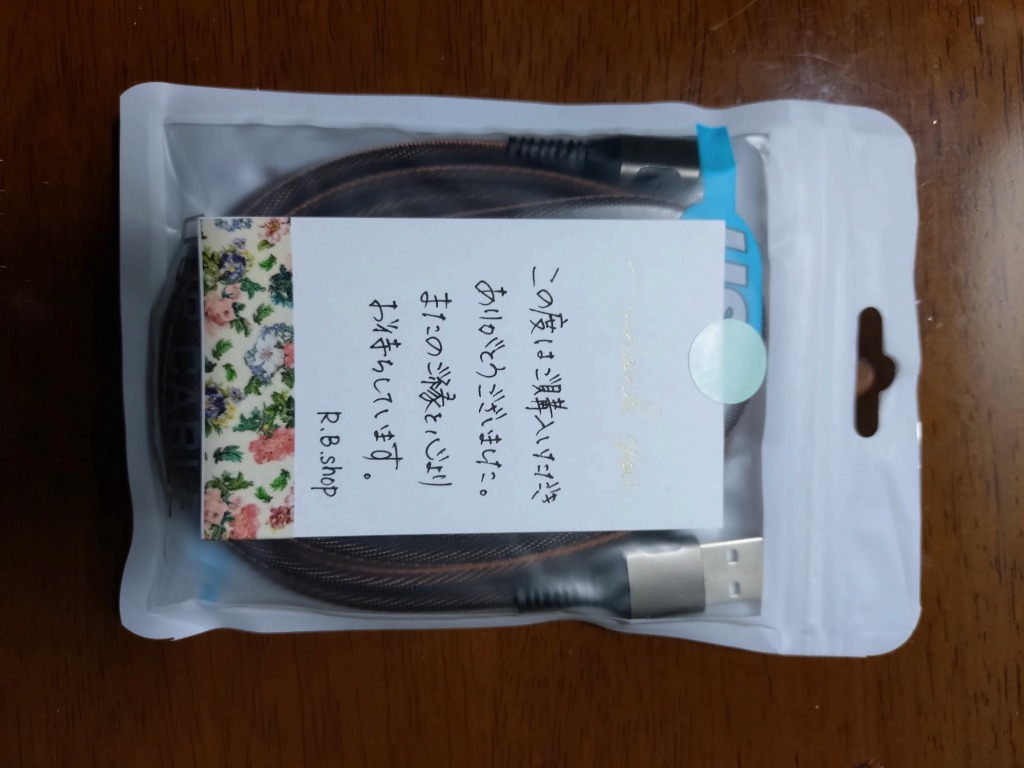 thank you
この度はご購入いただき
ありがとうございました。
またのご縁を心より
お待ちしています。
R.B.shop